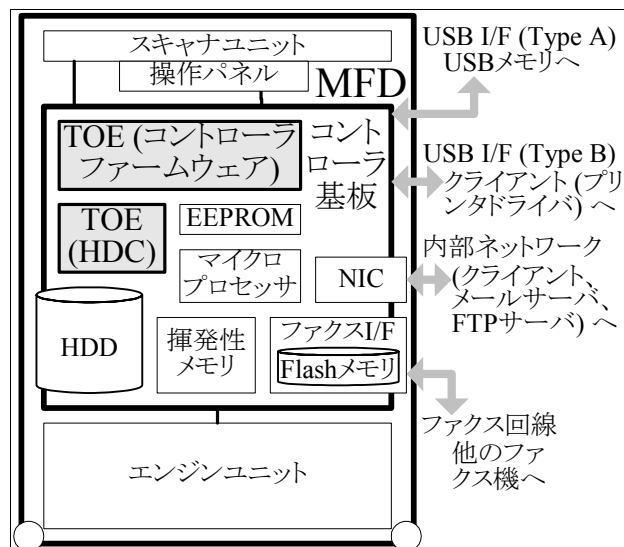 スキャナユニット
操作パネル
MFD
TOE (コントローラ
ファームウェア)
コント
ローラ
基板
TOE
(HDC)
EEPROM
マイクロ
プロセッサ
NIC
HDD
揮発性
メモリ
ファクスI/F
Flashメモリ
エンジンユニット
USB I/F (Type A)
USBメモリへ
USB I/F (Type B)
クライアント (プリ
ンタドライバ) へ
内部ネットワーク
(クライアント、
メールサーバ、
FTPサーバ) へ
ファクス回線
他のファ
クス機へ